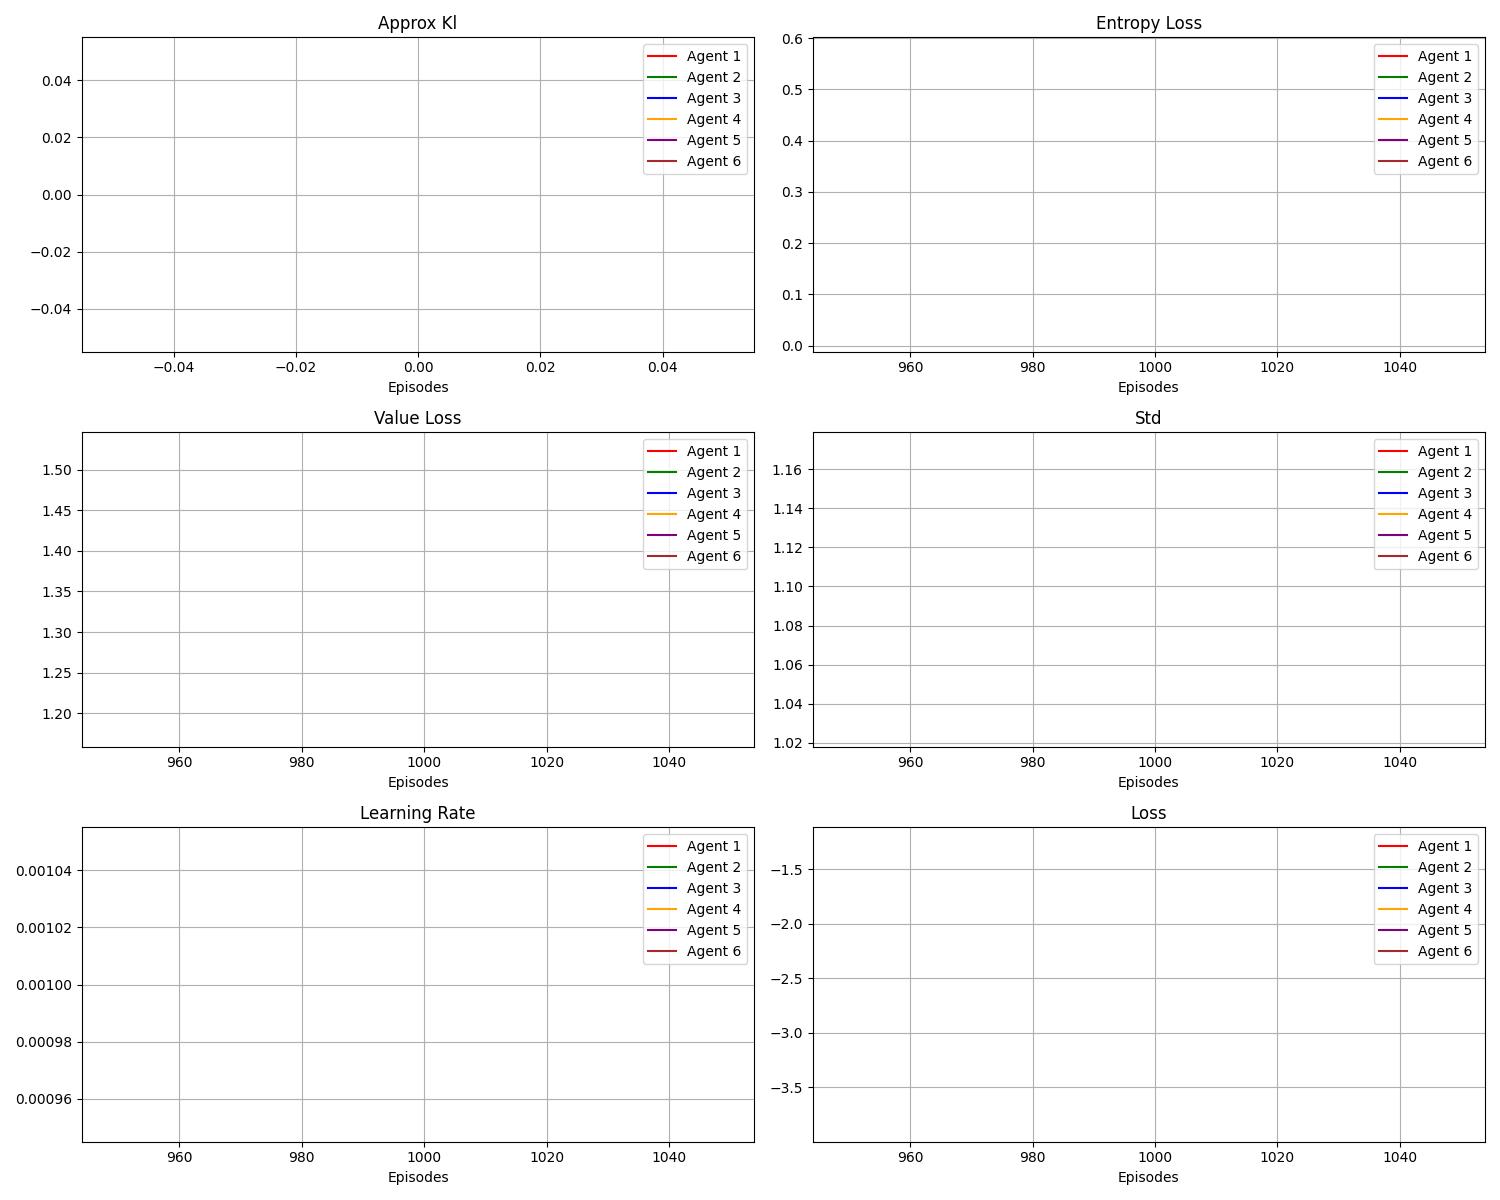 Approx Kl
0.04
0.02
0.00
−0.02
−0.04
−0.04 −0.02 0.00 0.02 0.04
Episodes
Agent 1
Agent 2
Agent 3
Agent 4
Agent 5
Agent 6
Entropy Loss
0.6
0.5
0.4
0.3
0.2
0.1
0.0
960 980 1000 1020 1040
Episodes
Agent 1
Agent 2
Agent 3
Agent 4
Agent 5
Agent 6
Value Loss
1.50
1.45
1.40
1.35
1.30
1.25
1.20
960 980 1000 1020 1040
Episodes
Agent 1
Agent 2
Agent 3
Agent 4
Agent 5
Agent 6
Std
1.16
1.14
1.12
1.10
1.08
1.06
1.04
1.02
960 980 1000 1020 1040
Episodes
Agent 1
Agent 2
Agent 3
Agent 4
Agent 5
Agent 6
Learning Rate
0.00104
0.00102
0.00100
0.00098
0.00096
960 980 1000 1020 1040
Episodes
Agent 1
Agent 2
Agent 3
Agent 4
Agent 5
Agent 6
Loss
−1.5
−2.0
−2.5
−3.0
−3.5
960 980 1000 1020 1040
Episodes
Agent 1
Agent 2
Agent 3
Agent 4
Agent 5
Agent 6